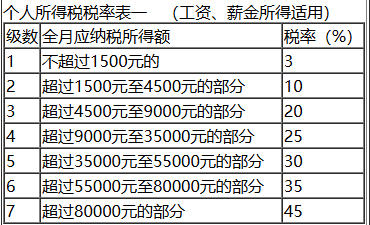 个人所得税税率表一 （工资、薪金所得适用）
级数 全月应纳税所得额 税率（%）
1 不超过1500元的 3
2 超过1500元至4500元的部分 10
3 超过4500元至9000元的部分 20
4 超过9000元至35000元的部分 25
5 超过35000元至55000元的部分 30
6 超过55000元至80000元的部分 35
7 超过80000元的部分 45